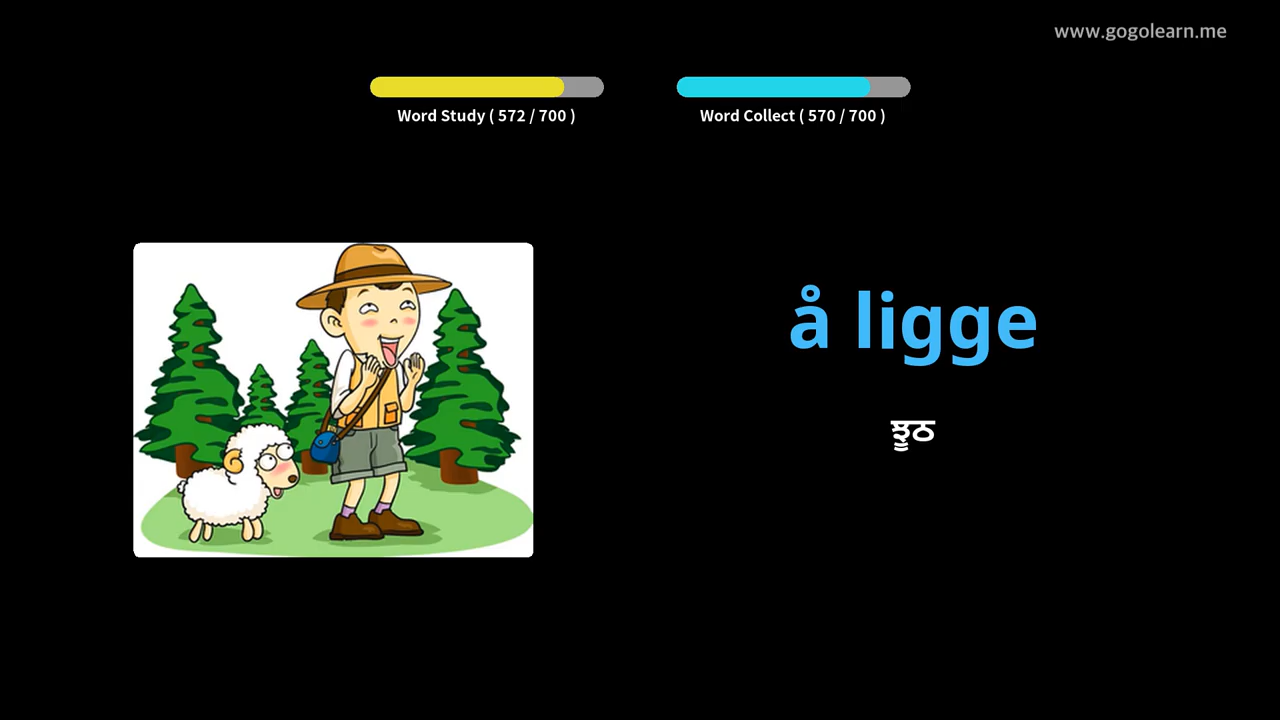 www.gogolearn.me
Word Study ( 572 / 700 )
Word Collect ( 570 / 700 )
å ligge
ਝੂਠ